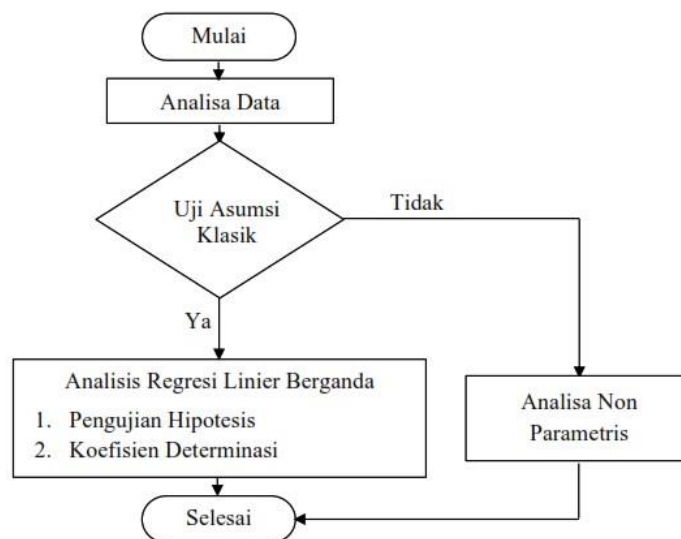 Mulai
Analisa Data
Uji Asumsi
Klasik
Tidak
Ya
Analisis Regresi Linier Berganda
1. Pengujian Hipotesis
2. Koefisien Determinasi
Analisa Non
Parametris
Selesai